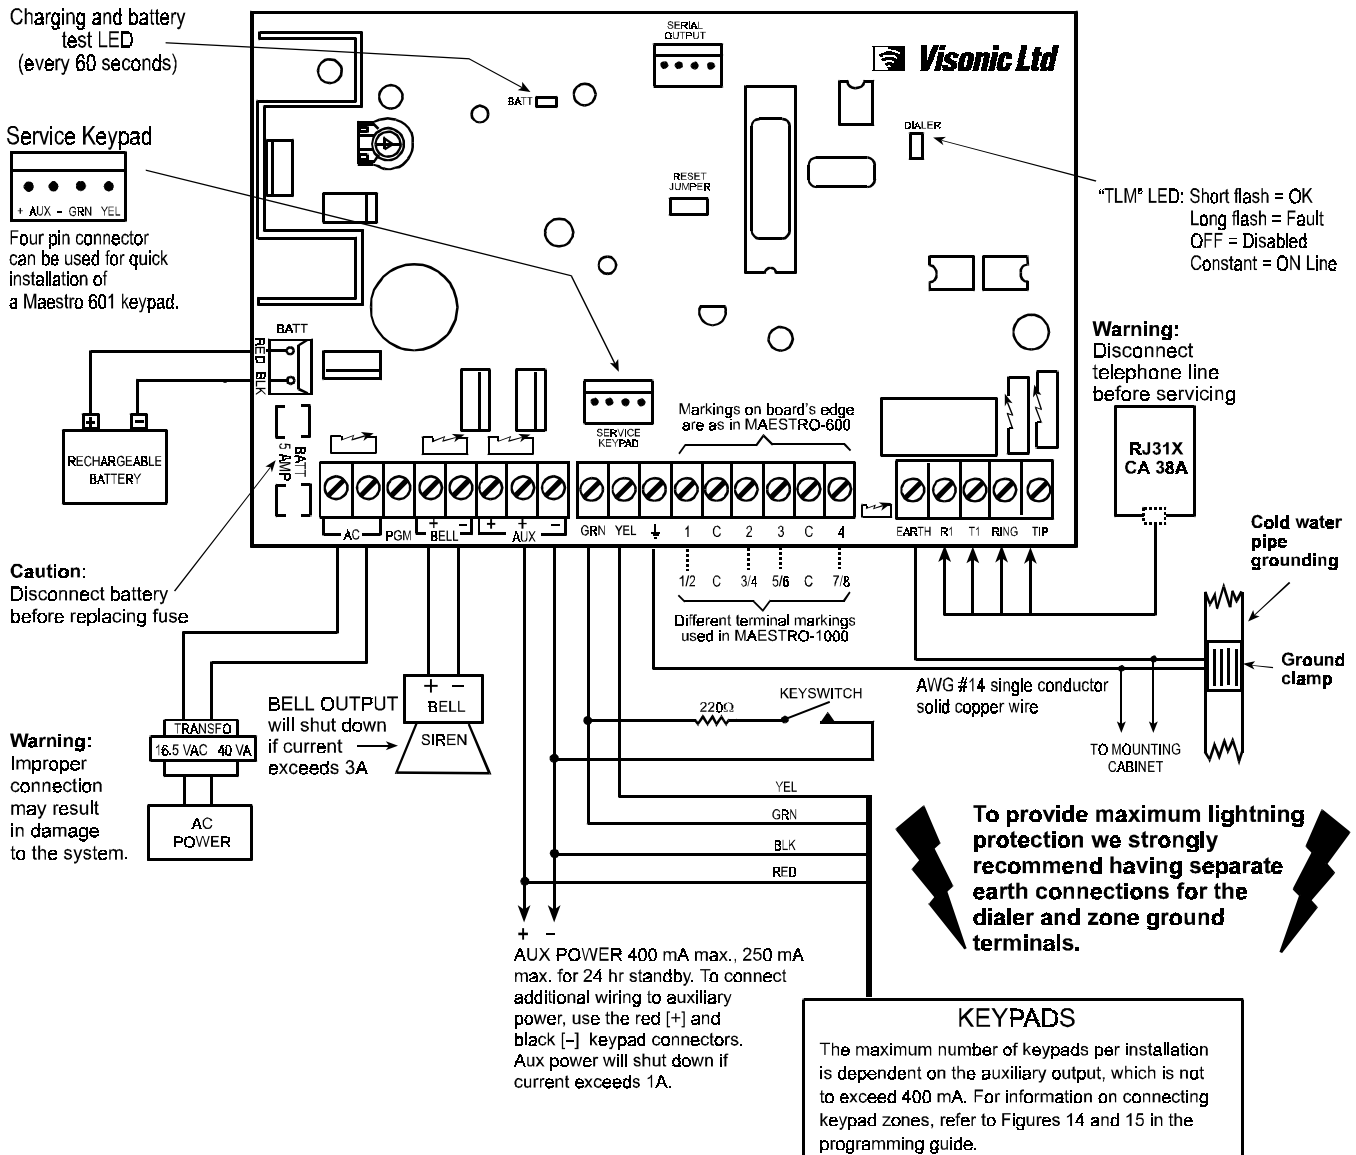 Charging and battery
test LED
(every 60 seconds)
SERIAL
OUTPUT
Visonic Ltd
BATT
DIALER
Service Keypad
+ AUX - GRN YEL
Four pin connector
can be used for quick
installation of
a Maestro 601 keypad.
RESET
JUMPER
"TLM" LED: Short flash = OK
Long flash = Fault
OFF = Disabled
Constant = ON Line
BATT
RED
BLK
+ −
RECHARGEABLE
BATTERY
BATT
5 AMP
SERVICE
KEYPAD
Markings on board's edge
are as in MAESTRO-600
Warning:
Disconnect
telephone line
before servicing
RJ31X
CA 38A
+ − + + −
AC PGM BELL AUX GRN YEL 1 C 2 3 C 4 EARTH R1 T1 RING TIP
1/2 C 3/4 5/6 C 7/8
Different terminal markings
used in MAESTRO-1000
Caution:
Disconnect battery
before replacing fuse
Cold water
pipe
grounding
Ground
clamp
AWG #14 single conductor
solid copper wire
TO MOUNTING
CABINET
BELL OUTPUT
will shut down
if current
exceeds 3A
+ −
BELL
SIREN
220Ω
KEYSWITCH
Warning:
Improper
connection
may result
in damage
to the system.
TRANSFO
16.5 VAC 40 VA
AC
POWER
YEL
GRN
BLK
RED
To provide maximum lightning
protection we strongly
recommend having separate
earth connections for the
dialer and zone ground
terminals.
+ −
AUX POWER 400 mA max., 250 mA
max. for 24 hr standby. To connect
additional wiring to auxiliary
power, use the red [+] and
black [−] keypad connectors.
Aux power will shut down if
current exceeds 1A.
KEYPADS
The maximum number of keypads per installation
is dependent on the auxiliary output, which is not
to exceed 400 mA. For information on connecting
keypad zones, refer to Figures 14 and 15 in the
programming guide.